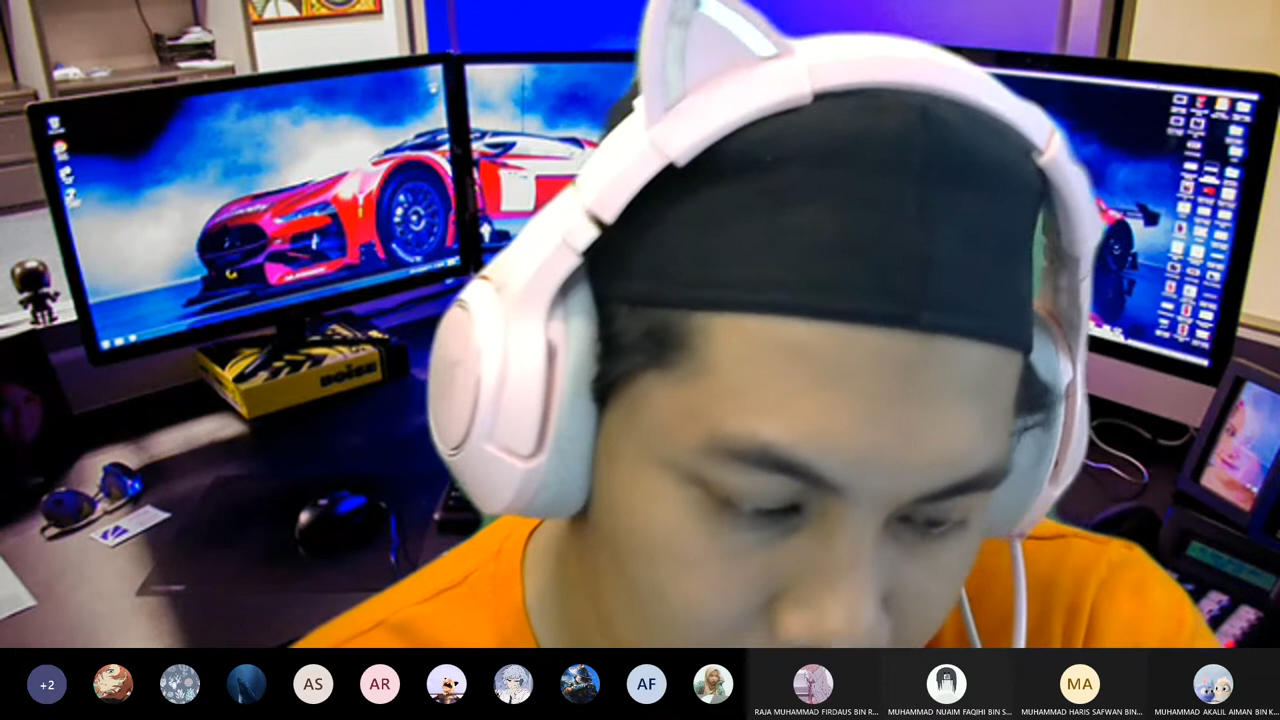 NOISE
+2
AS
AR
AF
MA
RAJA MUHAMMAD FIRDAUS BIN R...
MUHAMMAD NUAIM FAQIHI BIN S...
MUHAMMAD HARIS SAFWAN BIN...
MUHAMMAD AKALIL AIMAN BIN K...